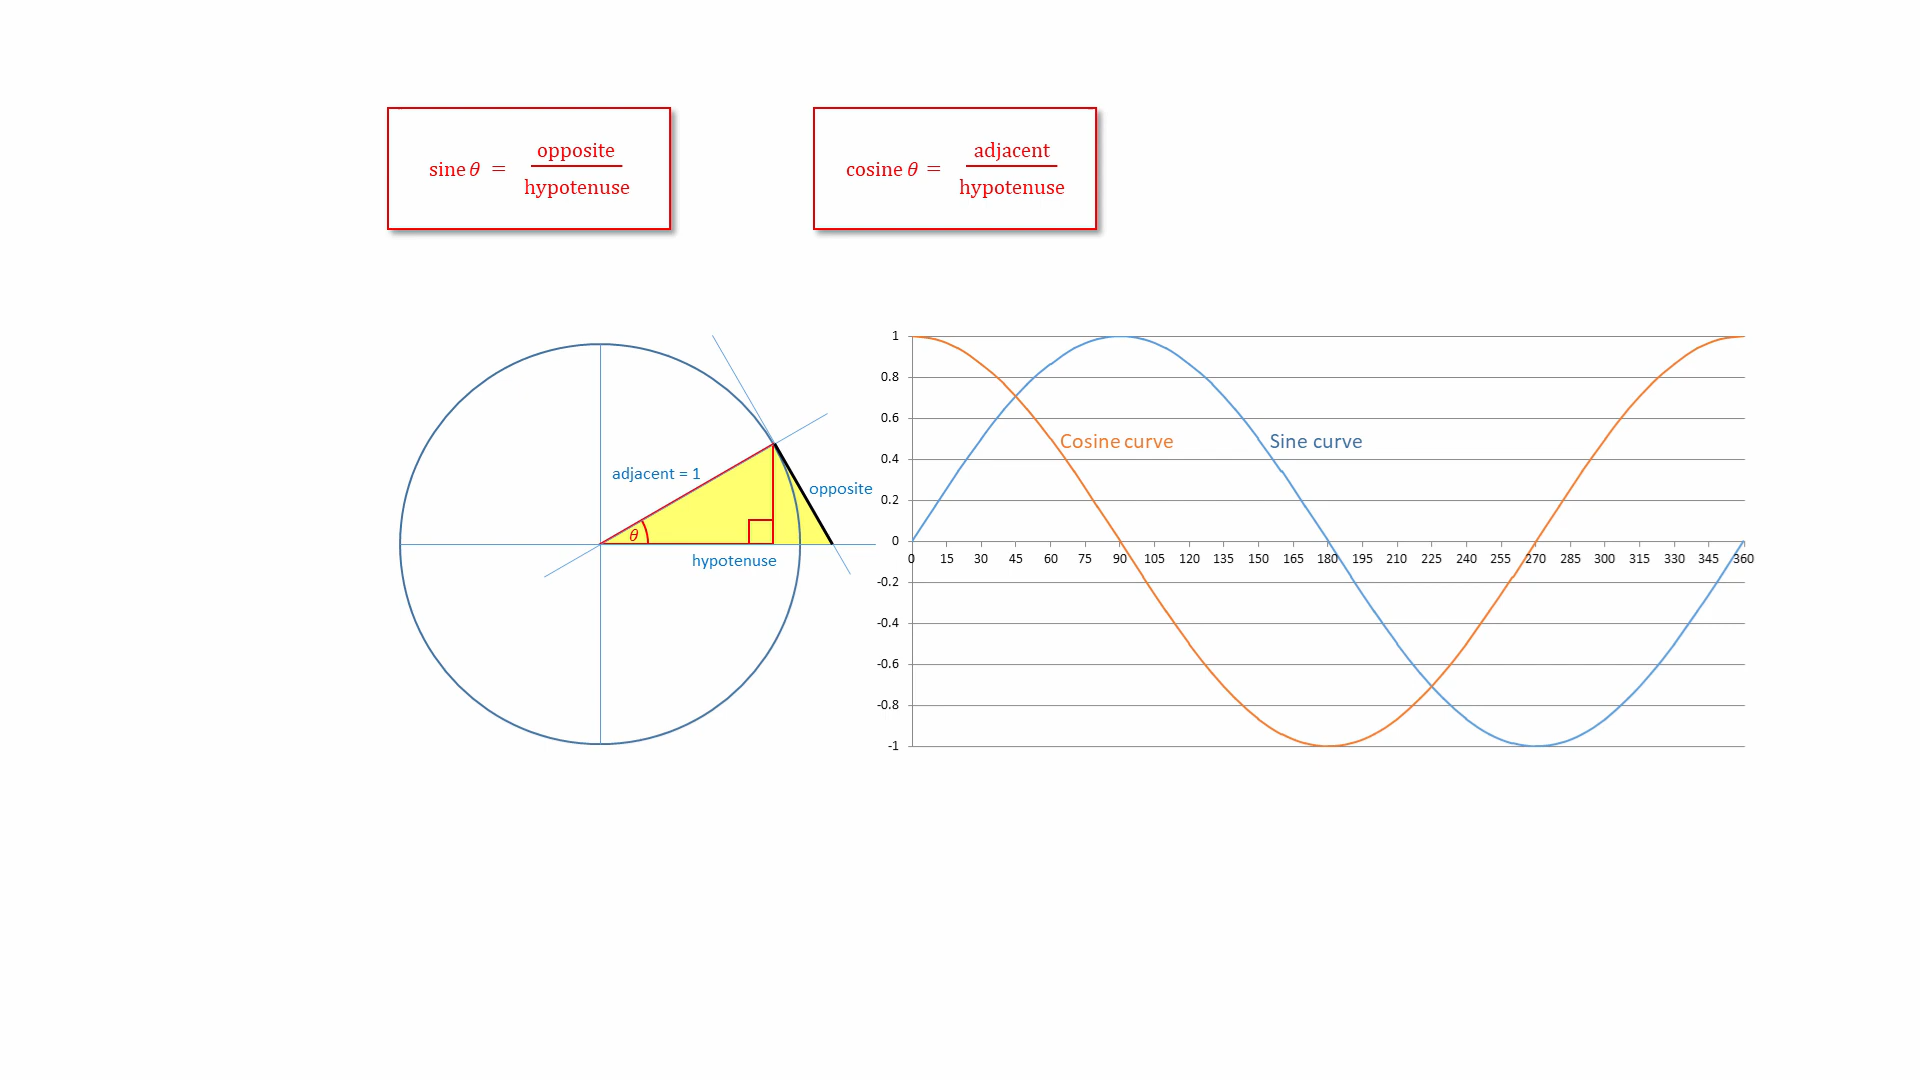 sine θ = opposite
hypotenuse
cosine θ = adjacent
hypotenuse
adjacent = 1
opposite
θ
hypotenuse
1
0.8
0.6
0.4
0.2
0
-0.2
-0.4
-0.6
-0.8
-1
Cosine curve
Sine curve
0 15 30 45 60 75 90 105 120 135 150 165 180 195 210 225 240 255 270 285 300 315 330 345 360